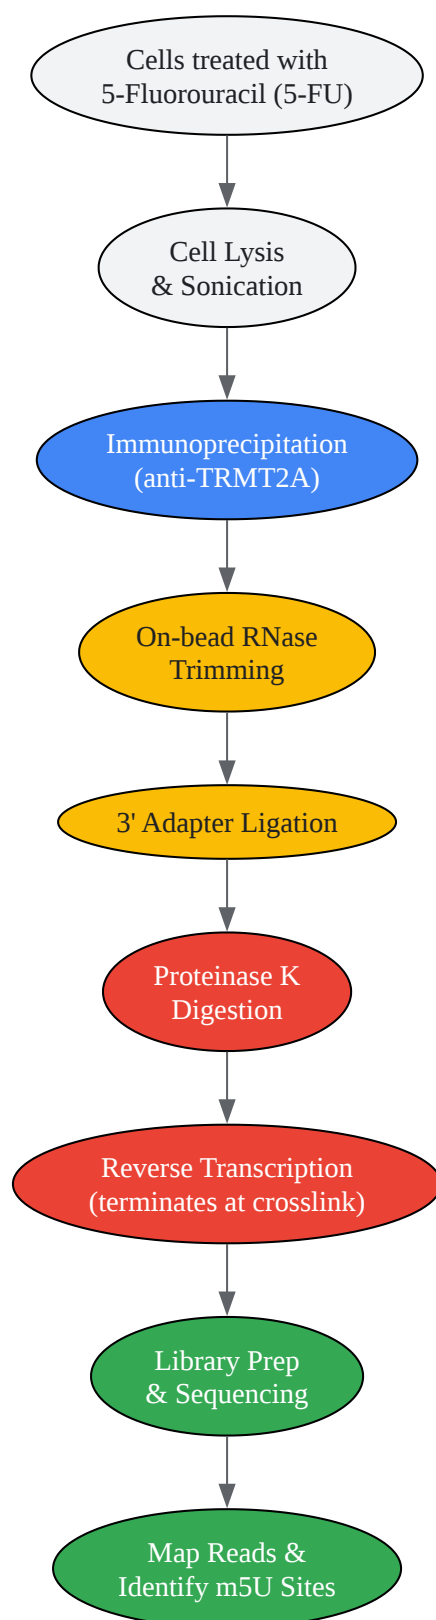 Cells treated with
5-Fluorouracil (5-FU)
Cell Lysis
& Sonication
Immunoprecipitation
(anti-TRMT2A)
On-bead RNase
Trimming
3' Adapter Ligation
Proteinase K
Digestion
Reverse Transcription
(terminates at crosslink)
Library Prep
& Sequencing
Map Reads &
Identify m5U Sites